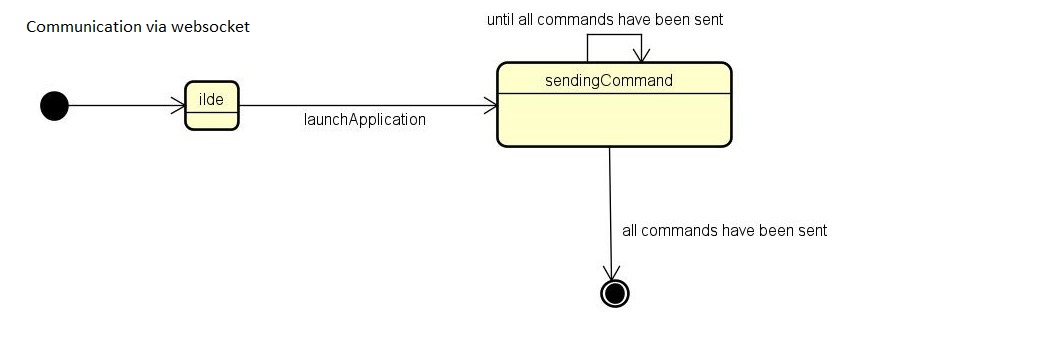 Communication via websocket
until all commands have been sent
sendingCommand
ilde
launchApplication
all commands have been sent